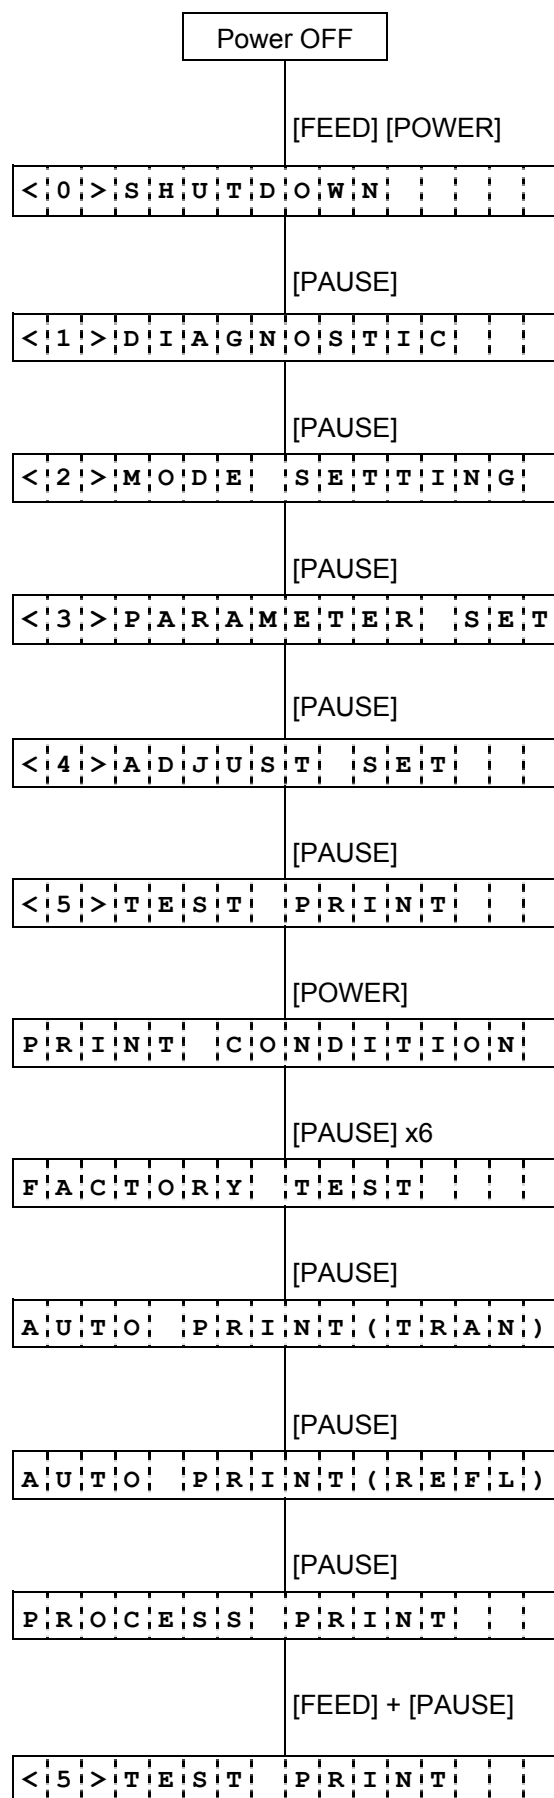 Power OFF
[FEED] [POWER]
<0>SHUTDOWN
[PAUSE]
<1>DIAGNOSTIC
[PAUSE]
<2>MODE SETTING
[PAUSE]
<3>PARAMETER SET
[PAUSE]
<4>ADJUST SET
[PAUSE]
<5>TEST PRINT
[POWER]
PRINT CONDITION
[PAUSE] x6
FACTORY TEST
[PAUSE]
AUTO PRINT(TRAN)
[PAUSE]
AUTO PRINT(REFL)
[PAUSE]
PROCESS PRINT
[FEED] + [PAUSE]
<5>TEST PRINT